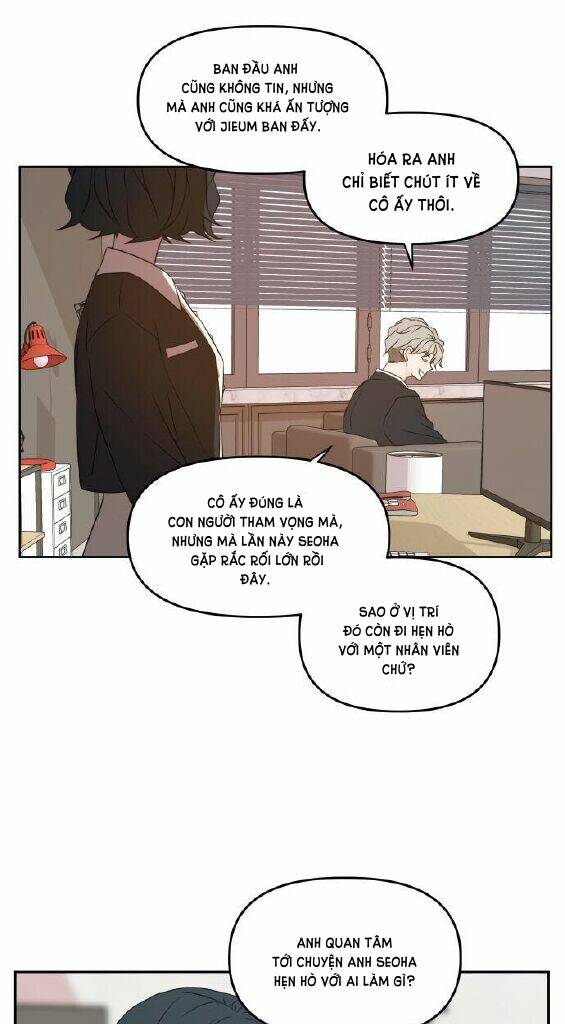 BAN ĐẦU ANH
CŨNG KHÔNG TIN, NHƯNG
MÀ ANH CŨNG KHÁ ẤN TƯỢNG
VỚI JIEUM BAN ĐẤY.
HÓA RA ANH
CHỈ BIẾT CHÚT ÍT VỀ
CÔ ẤY THÔI.
CÔ ẤY ĐÚNG LÀ
CON NGƯỜI THAM VỌNG MÀ,
NHƯNG MÀ LẦN NÀY SEOHA
GẶP RẮC RỐI LỚN RỒI
ĐÂY.
SAO Ở VỊ TRÍ
ĐÓ CÒN ĐI HẸN HÒ
VỚI MỘT NHÂN VIÊN
CHỨ?
ANH QUAN TÂM
TỚI CHUYỆN ANH SEOHA
HẸN HÒ VỚI AI LÀM GÌ?